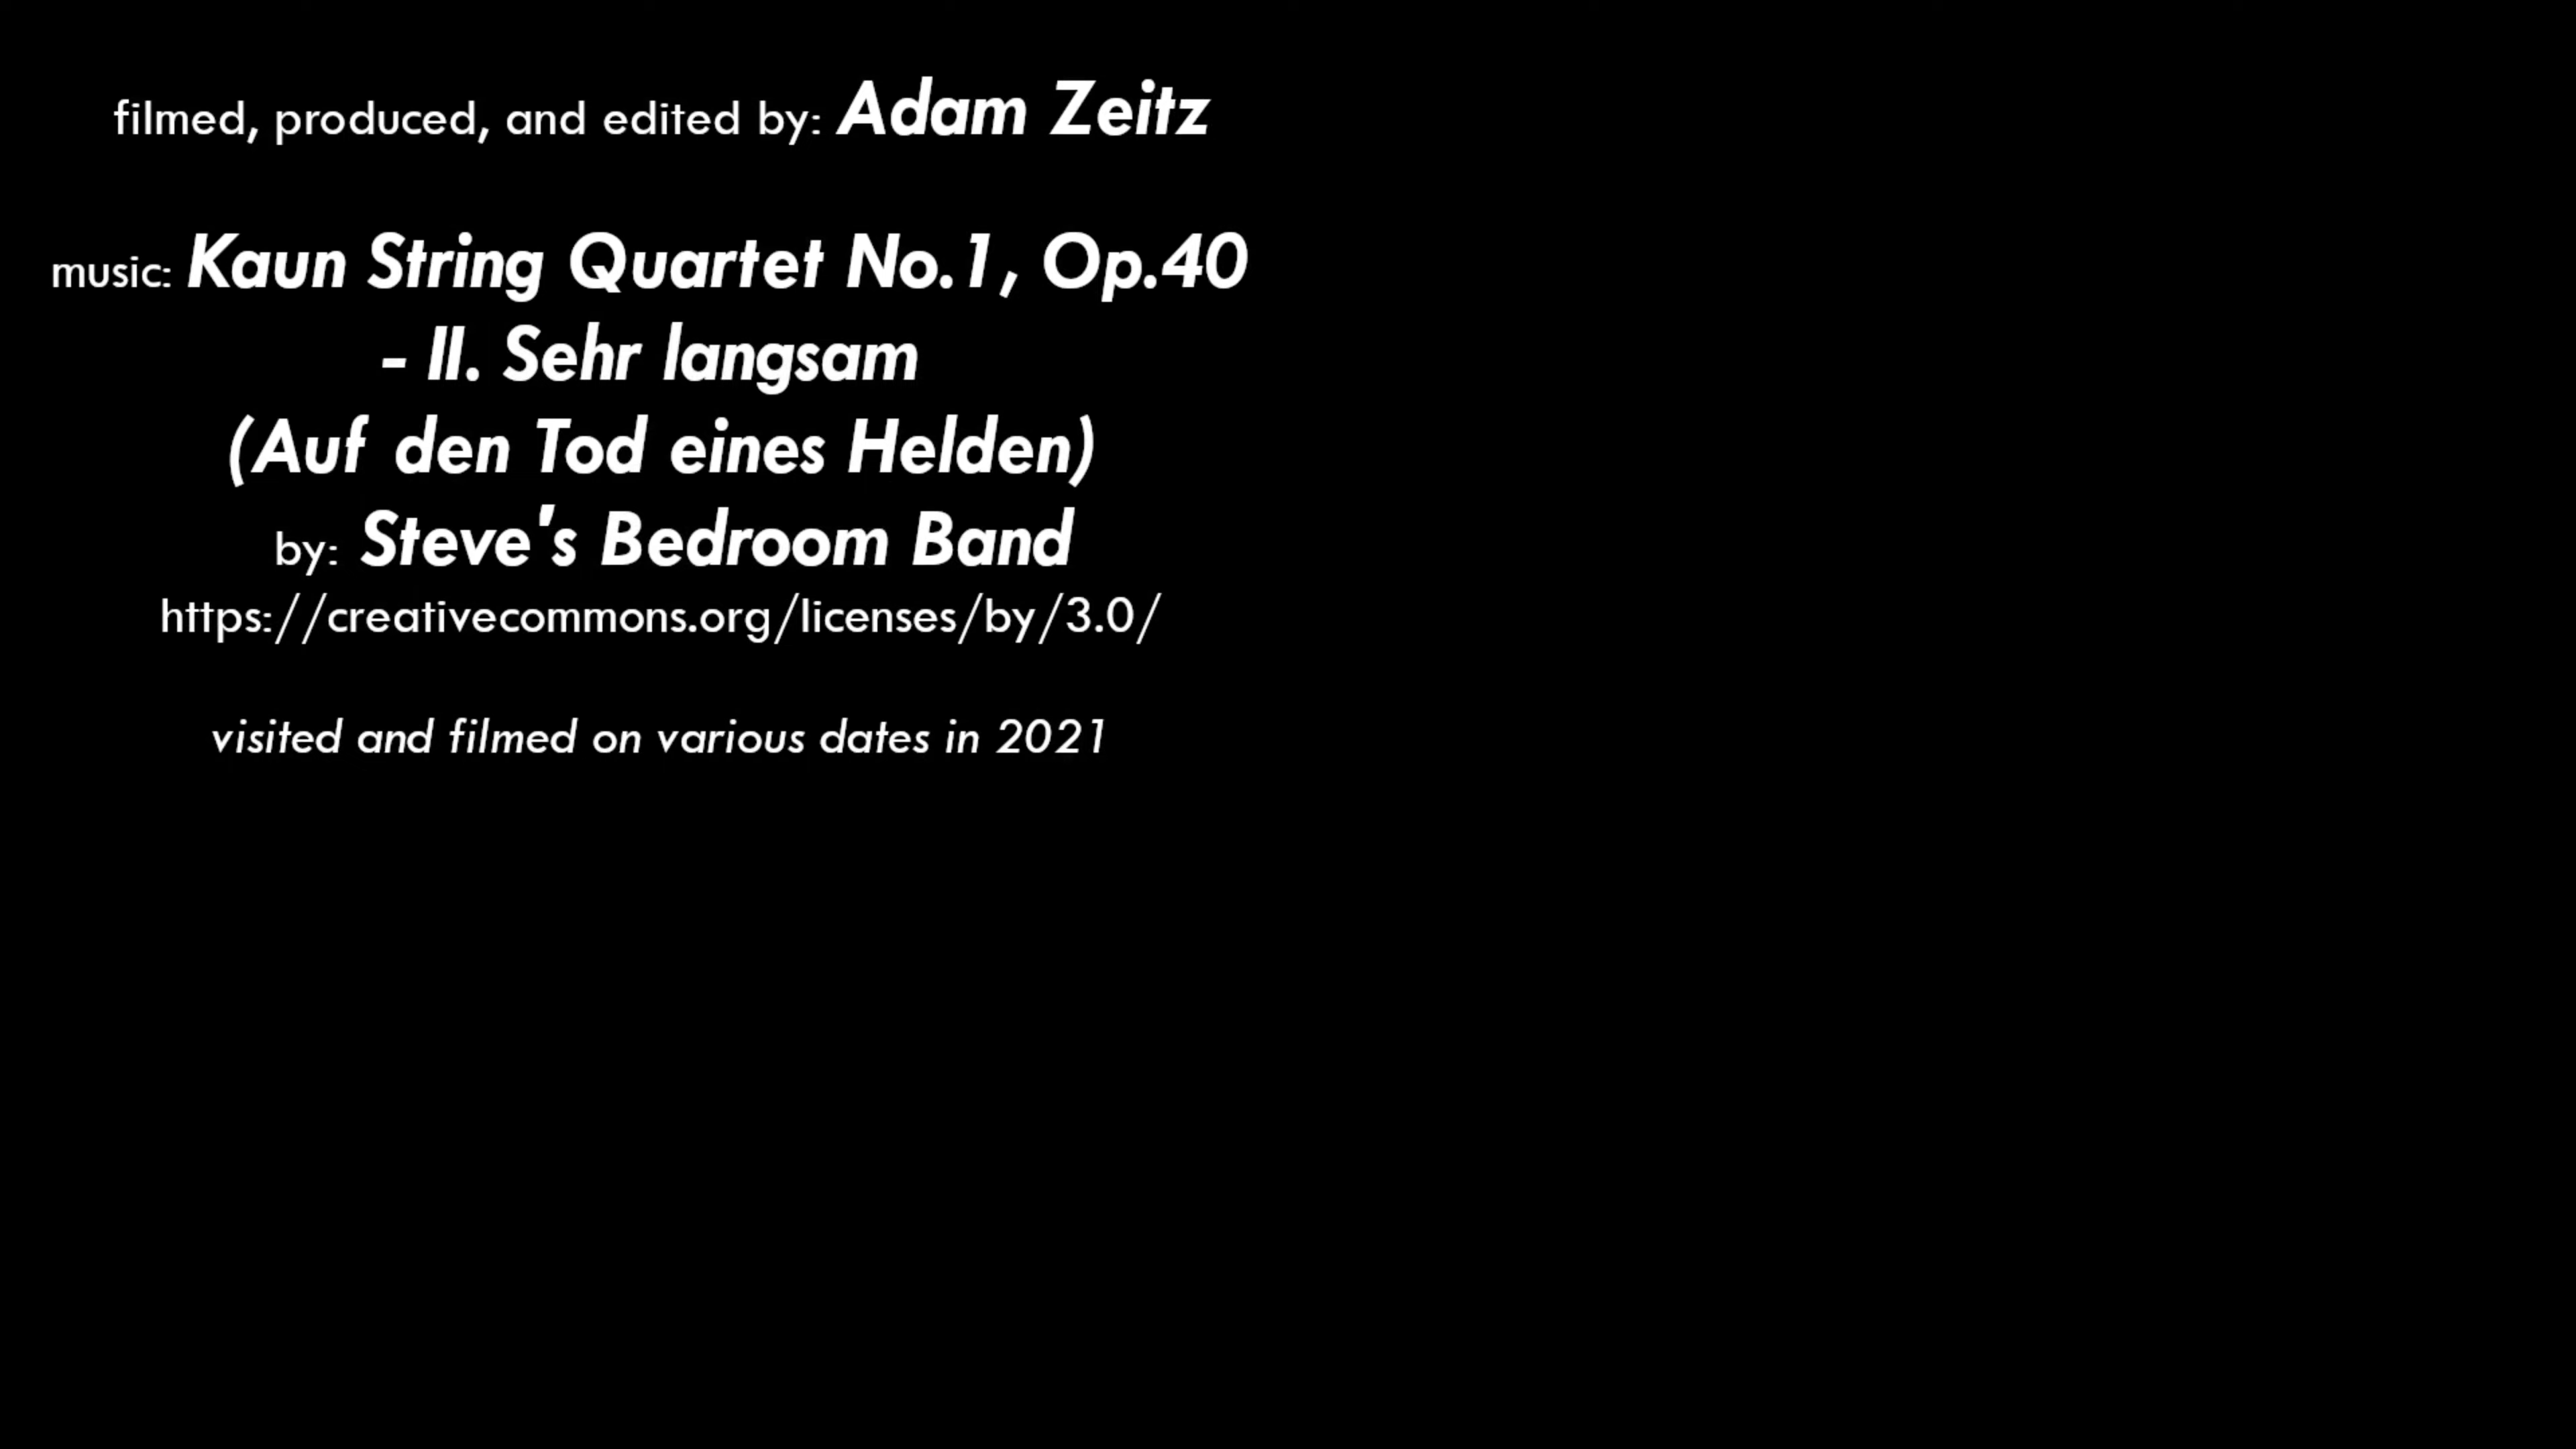 filmed, produced, and edited by: Adam Zeitz
music: Kaun String Quartet No.1, Op.40
- II. Sehr langsam
(Auf den Tod eines Helden)
by: Steve's Bedroom Band
https://creativecommons.org/licenses/by/3.0/
visited and filmed on various dates in 2021